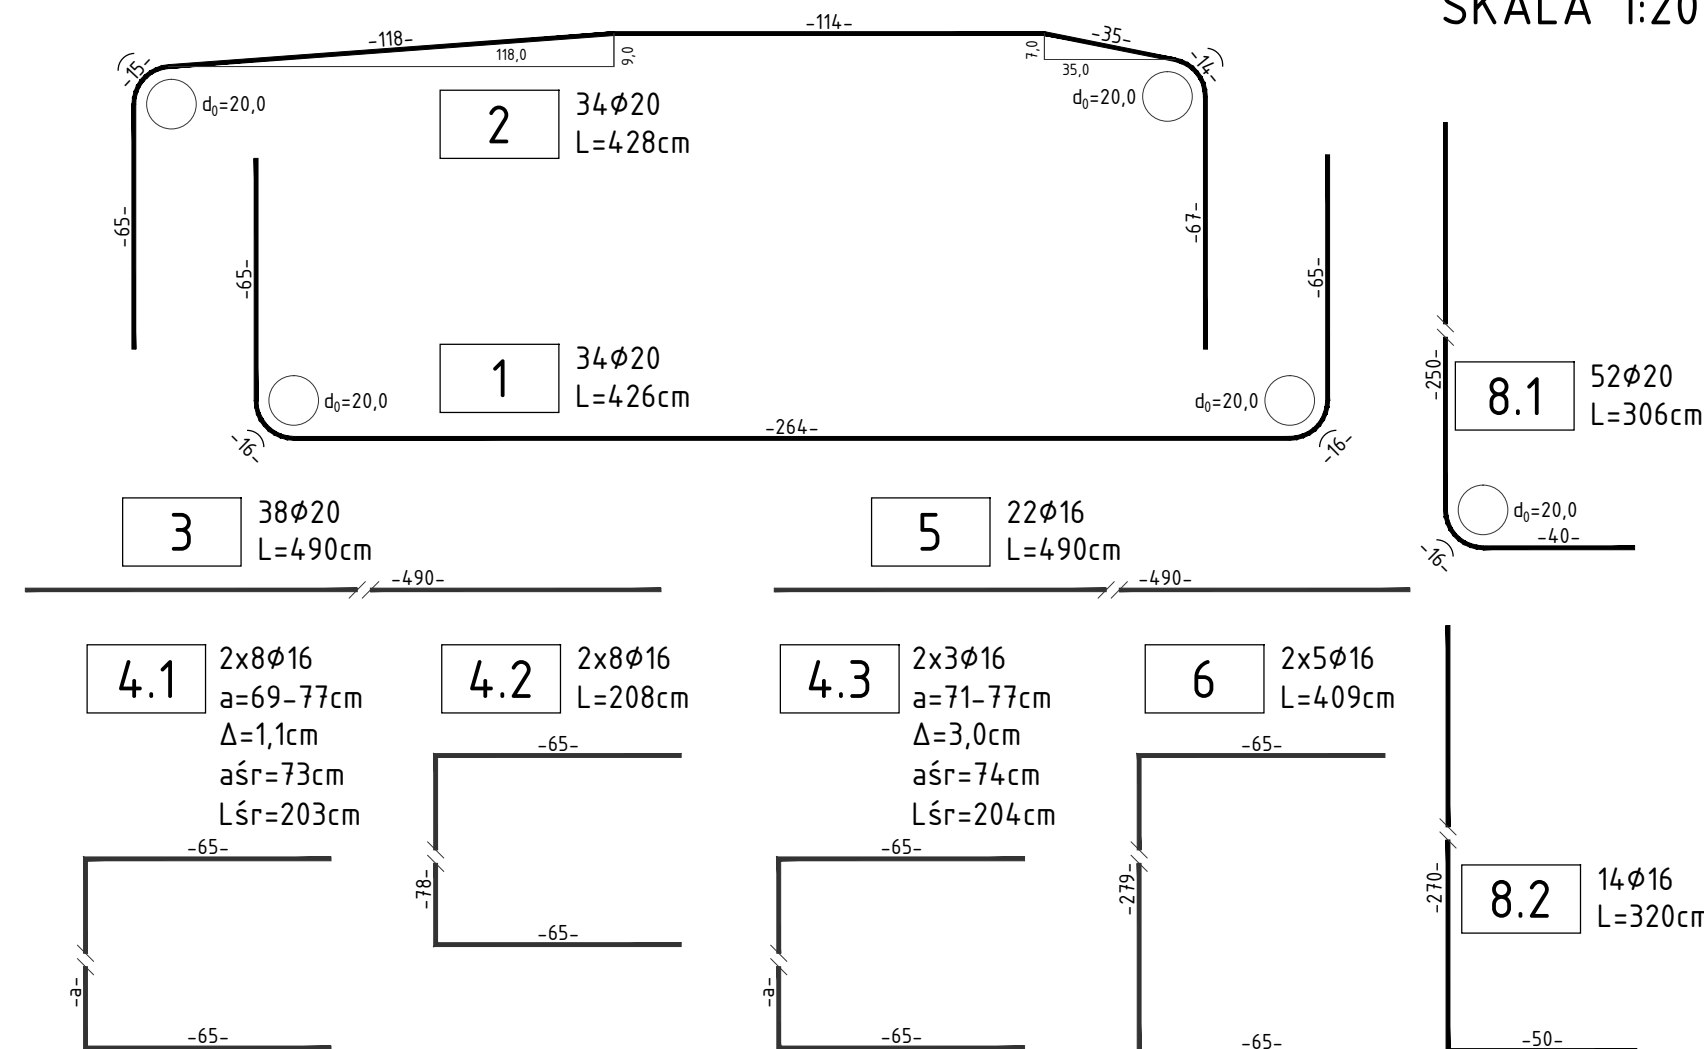 SKALA 1:20
-114-
-118-
-35-
118,0
9,0
7,0
35,0
-15-
-14-
d₀=20,0
d₀=20,0
2
34Φ20
L=428cm
-65-
-67-
-65-
-65-
1
34Φ20
L=426cm
d₀=20,0
d₀=20,0
-264-
-16-
-16-
-250-
8.1
52Φ20
L=306cm
d₀=20,0
-40-
-16-
3
38Φ20
L=490cm
-490-
5
22Φ16
L=490cm
-490-
4.1
2x8Φ16
a=69-77cm
Δ=1,1cm
aśr=73cm
Lśr=203cm
-65-
-a-
-65-
4.2
2x8Φ16
L=208cm
-65-
-78-
-65-
4.3
2x3Φ16
a=71-77cm
Δ=3,0cm
aśr=74cm
Lśr=204cm
-65-
-a-
-65-
6
2x5Φ16
L=409cm
-65-
-279-
-65-
-270-
8.2
14Φ16
L=320cm
-50-